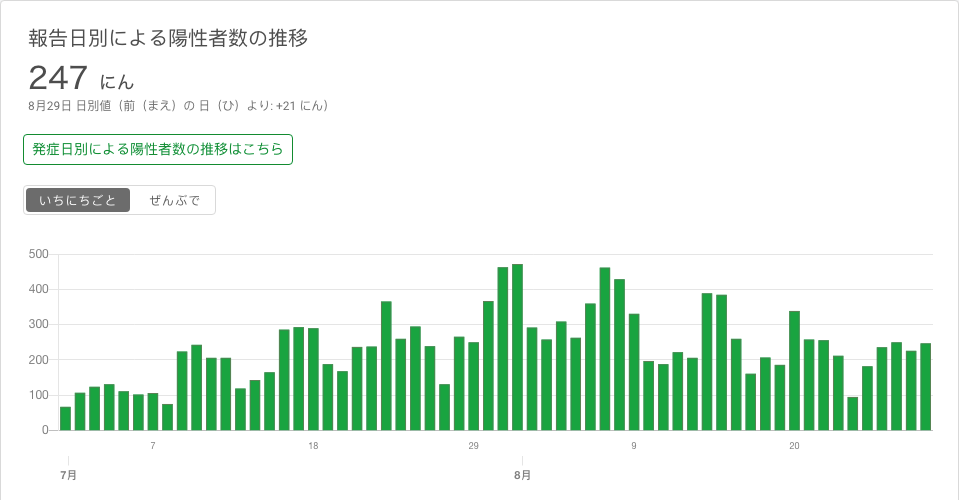 報告日別による陽性者数の推移
247 にん
8月29日 日別値（前（まえ）の 日（ひ）より: +21 にん）
発症日別による陽性者数の推移はこちら
いちにちごと ぜんぶで
500
400
300
200
100
0
7 18 29 9 20
7月 8月